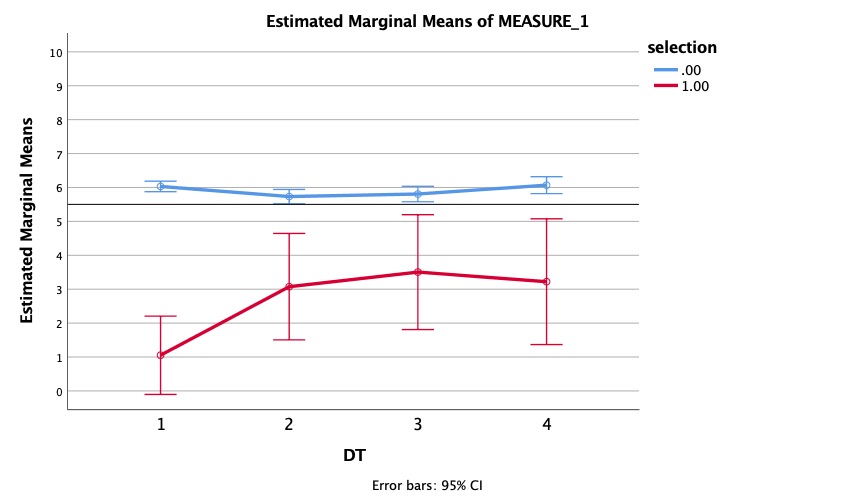 Estimated Marginal Means of MEASURE_1
selection
.00
1.00
Estimated Marginal Means
10
9
8
7
6
5
4
3
2
1
0
1 2 3 4
DT
Error bars: 95% CI